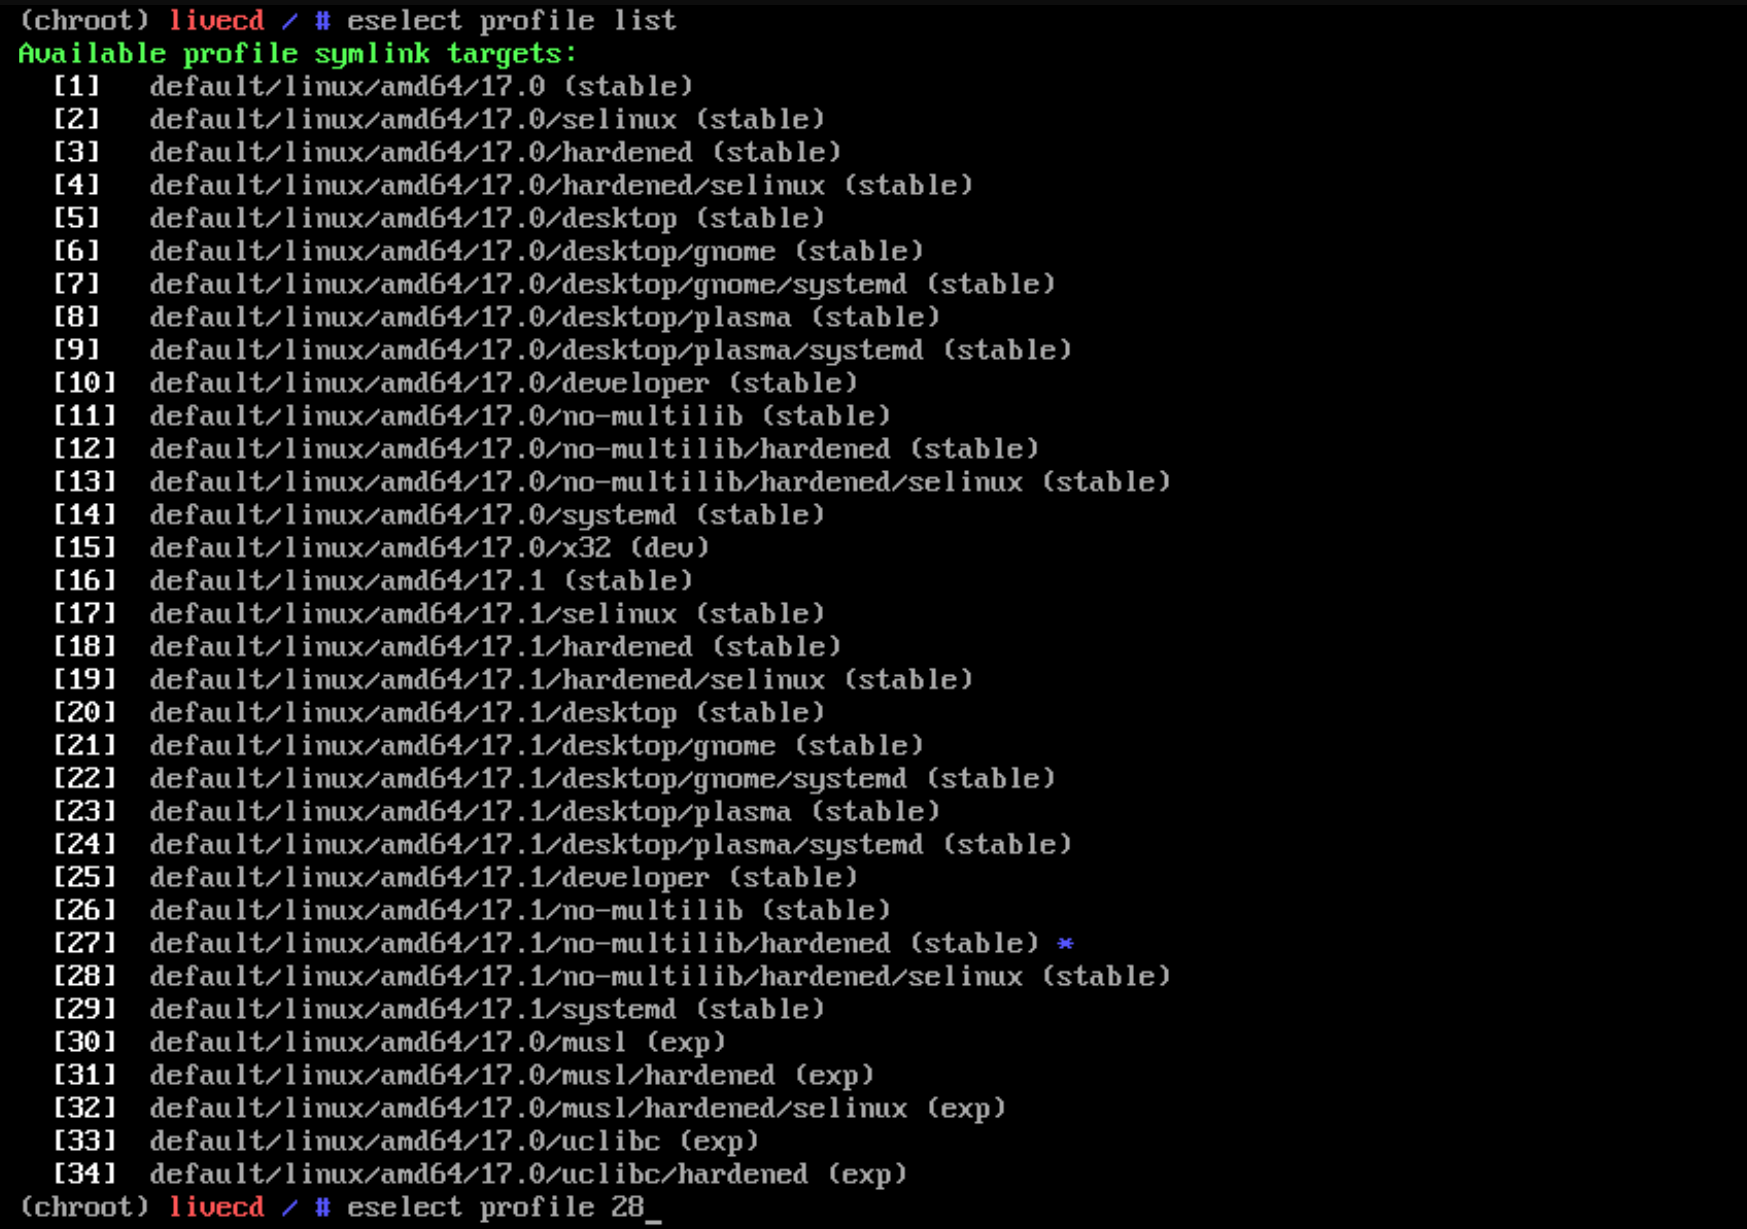 (chroot) livecd / # eselect profile list
Available profile symlink targets:
[1] default/linux/amd64/17.0 (stable)
[2] default/linux/amd64/17.0/selinux (stable)
[3] default/linux/amd64/17.0/hardened (stable)
[4] default/linux/amd64/17.0/hardened/selinux (stable)
[5] default/linux/amd64/17.0/desktop (stable)
[6] default/linux/amd64/17.0/desktop/gnome (stable)
[7] default/linux/amd64/17.0/desktop/gnome/systemd (stable)
[8] default/linux/amd64/17.0/desktop/plasma (stable)
[9] default/linux/amd64/17.0/desktop/plasma/systemd (stable)
[10] default/linux/amd64/17.0/developer (stable)
[11] default/linux/amd64/17.0/no-multilib (stable)
[12] default/linux/amd64/17.0/no-multilib/hardened (stable)
[13] default/linux/amd64/17.0/no-multilib/hardened/selinux (stable)
[14] default/linux/amd64/17.0/systemd (stable)
[15] default/linux/amd64/17.0/x32 (dev)
[16] default/linux/amd64/17.1 (stable)
[17] default/linux/amd64/17.1/selinux (stable)
[18] default/linux/amd64/17.1/hardened (stable)
[19] default/linux/amd64/17.1/hardened/selinux (stable)
[20] default/linux/amd64/17.1/desktop (stable)
[21] default/linux/amd64/17.1/desktop/gnome (stable)
[22] default/linux/amd64/17.1/desktop/gnome/systemd (stable)
[23] default/linux/amd64/17.1/desktop/plasma (stable)
[24] default/linux/amd64/17.1/desktop/plasma/systemd (stable)
[25] default/linux/amd64/17.1/developer (stable)
[26] default/linux/amd64/17.1/no-multilib (stable)
[27] default/linux/amd64/17.1/no-multilib/hardened (stable) *
[28] default/linux/amd64/17.1/no-multilib/hardened/selinux (stable)
[29] default/linux/amd64/17.1/systemd (stable)
[30] default/linux/amd64/17.0/musl (exp)
[31] default/linux/amd64/17.0/musl/hardened (exp)
[32] default/linux/amd64/17.0/musl/hardened/selinux (exp)
[33] default/linux/amd64/17.0/uclibc (exp)
[34] default/linux/amd64/17.0/uclibc/hardened (exp)
(chroot) livecd / # eselect profile 28_